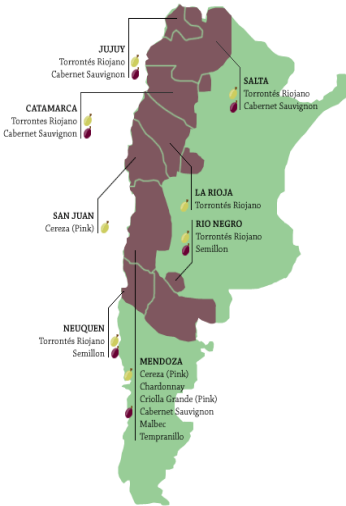 JUJUY
Torrontés Riojano
Cabernet Sauvignon
SALTA
Torrontés Riojano
Cabernet Sauvignon
CATAMARCA
Torrontes Riojano
Cabernet Sauvignon
LA RIOJA
Torrontés Riojano
SAN JUAN
Cereza (Pink)
RIO NEGRO
Torrontés Riojano
Semillon
NEUQUEN
Torrontés Riojano
Semillon
MENDOZA
Cereza (Pink)
Chardonnay
Criolla Grande (Pink)
Cabernet Sauvignon
Malbec
Tempranillo